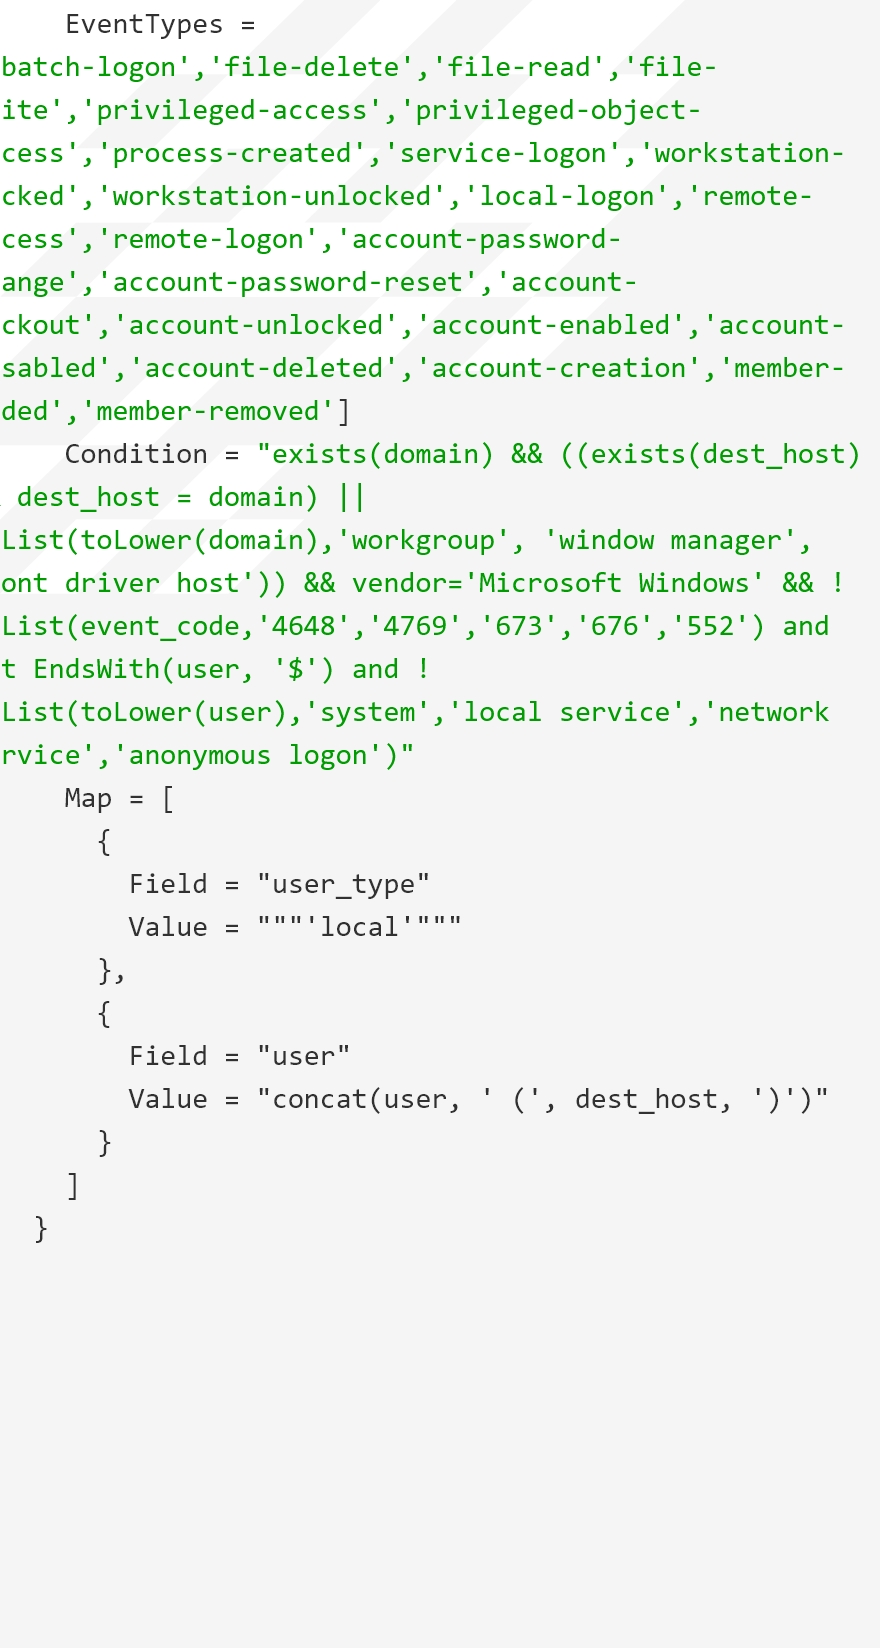 EventTypes =
batch-logon','file-delete','file-read','file-
ite','privileged-access','privileged-object-
cess','process-created','service-logon','workstation-
cked','workstation-unlocked','local-logon','remote-
cess','remote-logon','account-password-
ange','account-password-reset','account-
ckout','account-unlocked','account-enabled','account-
sabled','account-deleted','account-creation','member-
ded','member-removed']
Condition = "exists(domain) && ((exists(dest_host)
dest_host = domain) ||
List(toLower(domain),'workgroup', 'window manager',
ont driver host')) && vendor='Microsoft Windows' && !
List(event_code,'4648','4769','673','676','552') and
t EndsWith(user, '$') and !
List(toLower(user),'system','local service','network
rvice','anonymous logon')"
Map = [
{
Field = "user_type"
Value = """'local'"""
},
{
Field = "user"
Value = "concat(user, ' (', dest_host, ')')"
}
]
}